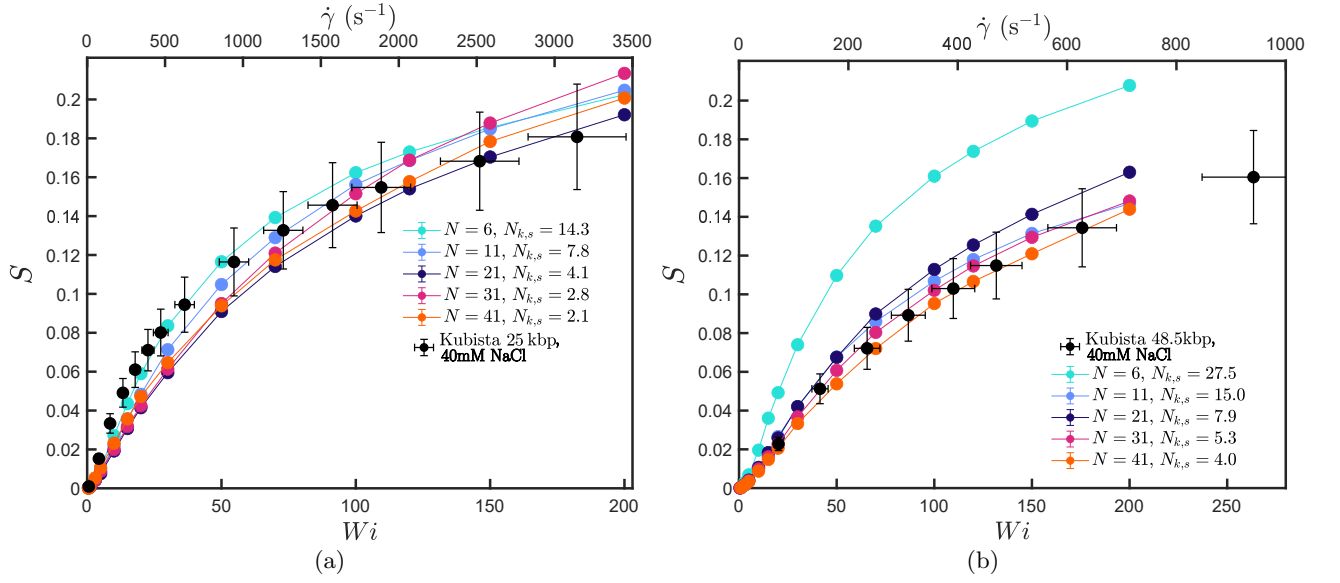 γ̇ (s⁻¹)
0 500 1000 1500 2000 2500 3000 3500
0.2
0.18
0.16
0.14
0.12
0.1
0.08
0.06
0.04
0.02
0
S
N = 6, N_{k,s} = 14.3
N = 11, N_{k,s} = 7.8
N = 21, N_{k,s} = 4.1
N = 31, N_{k,s} = 2.8
N = 41, N_{k,s} = 2.1
Kubista 25 kbp,
40mM NaCl
0 50 100 150 200
Wi
(a)
γ̇ (s⁻¹)
0 200 400 600 800 1000
0.2
0.18
0.16
0.14
0.12
0.1
0.08
0.06
0.04
0.02
0
S
Kubista 48.5kbp,
40mM NaCl
N = 6, N_{k,s} = 27.5
N = 11, N_{k,s} = 15.0
N = 21, N_{k,s} = 7.9
N = 31, N_{k,s} = 5.3
N = 41, N_{k,s} = 4.0
0 50 100 150 200 250
Wi
(b)